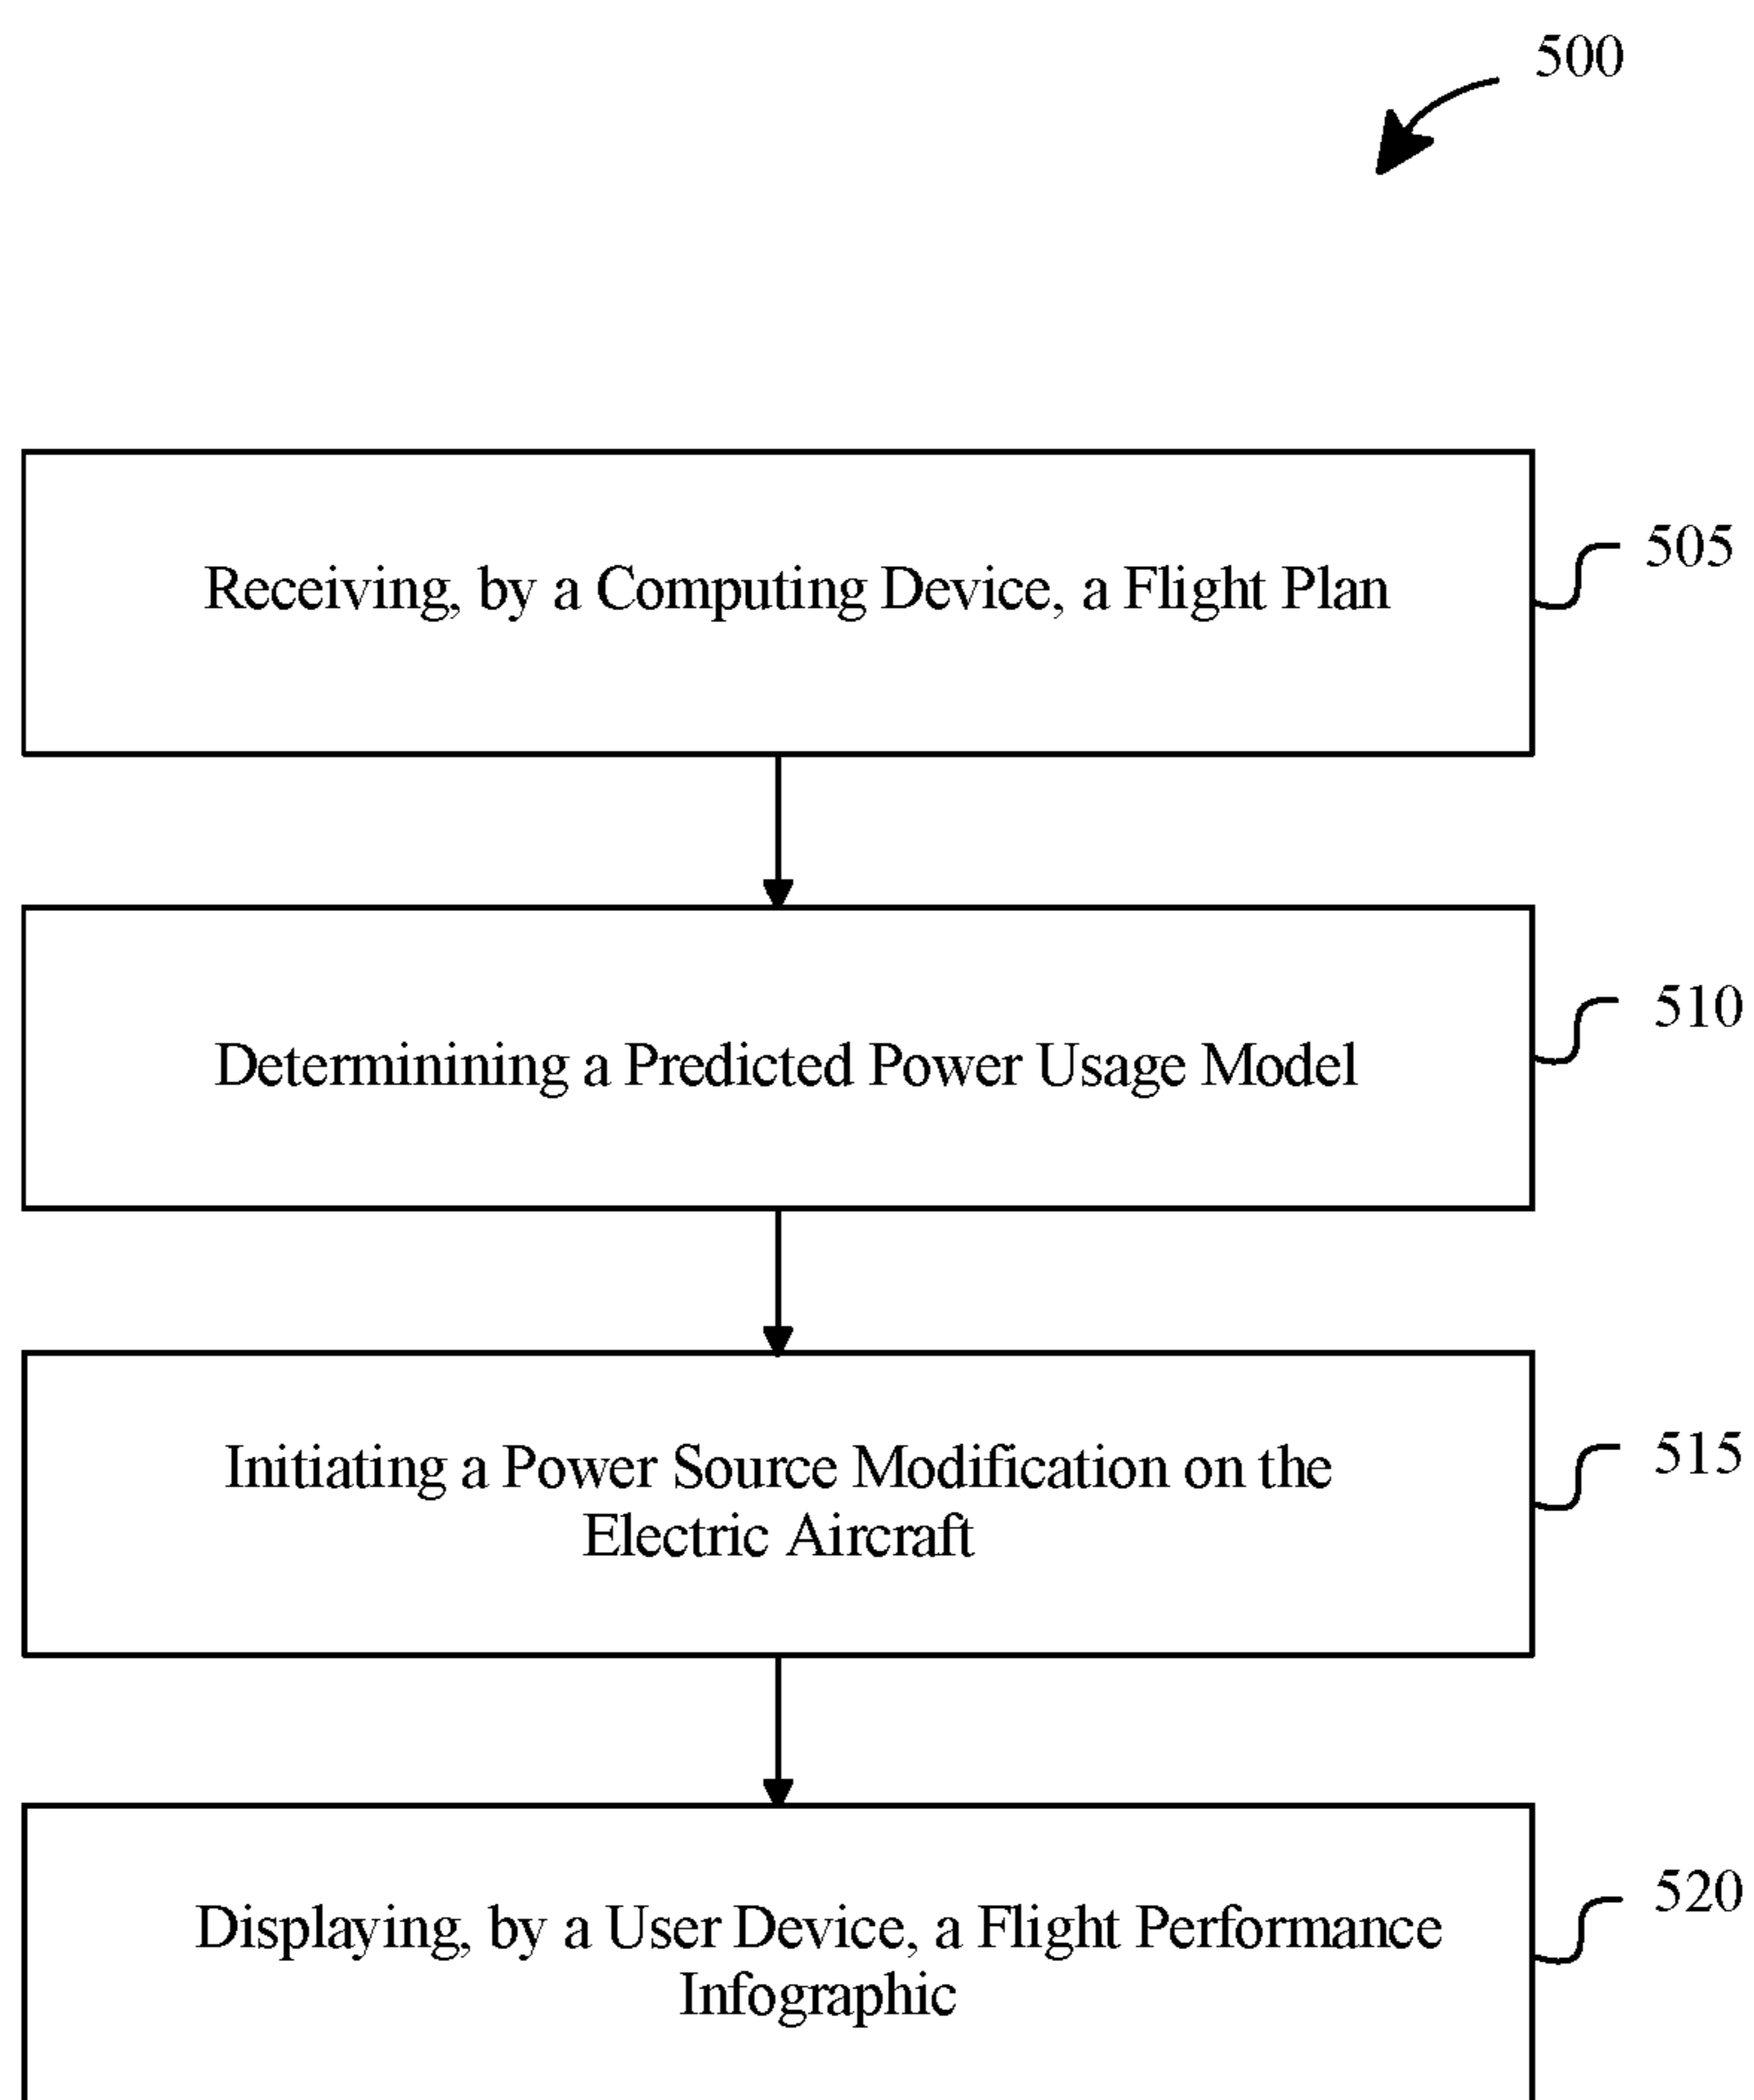 500
Receiving, by a Computing Device, a Flight Plan
505
Determinining a Predicted Power Usage Model
510
Initiating a Power Source Modification on the
Electric Aircraft
515
Displaying, by a User Device, a Flight Performance
Infographic
520